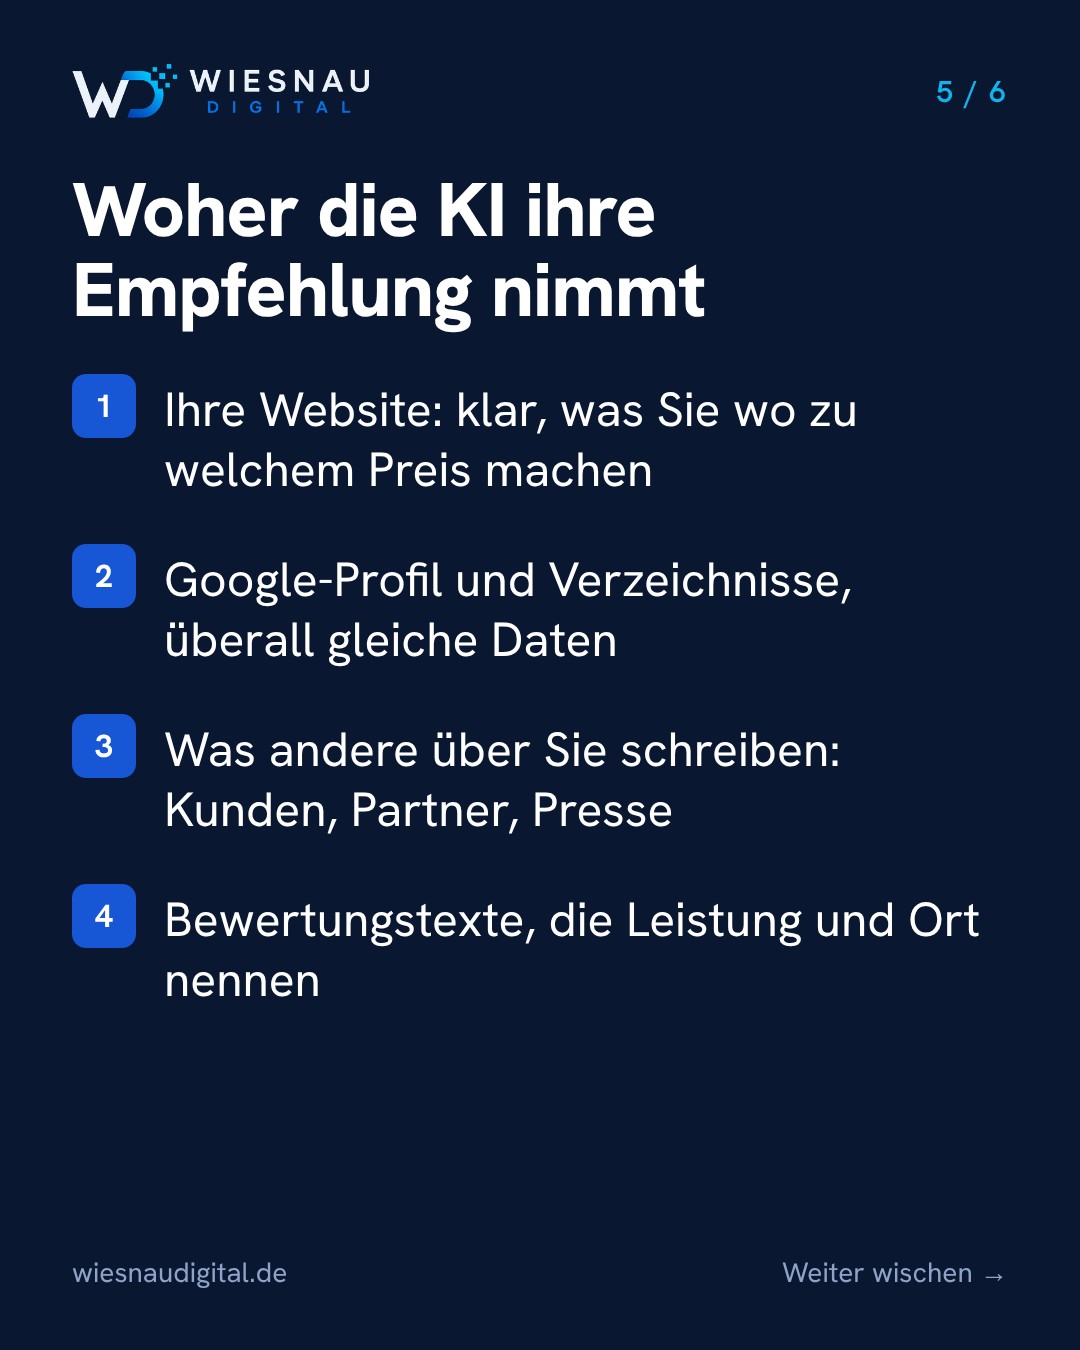 WD WIESNAU
DIGITAL
5 / 6
Woher die KI ihre
Empfehlung nimmt
1 Ihre Website: klar, was Sie wo zu
welchem Preis machen
2 Google-Profil und Verzeichnisse,
überall gleiche Daten
3 Was andere über Sie schreiben:
Kunden, Partner, Presse
4 Bewertungstexte, die Leistung und Ort
nennen
wiesnaudigital.de
Weiter wischen →